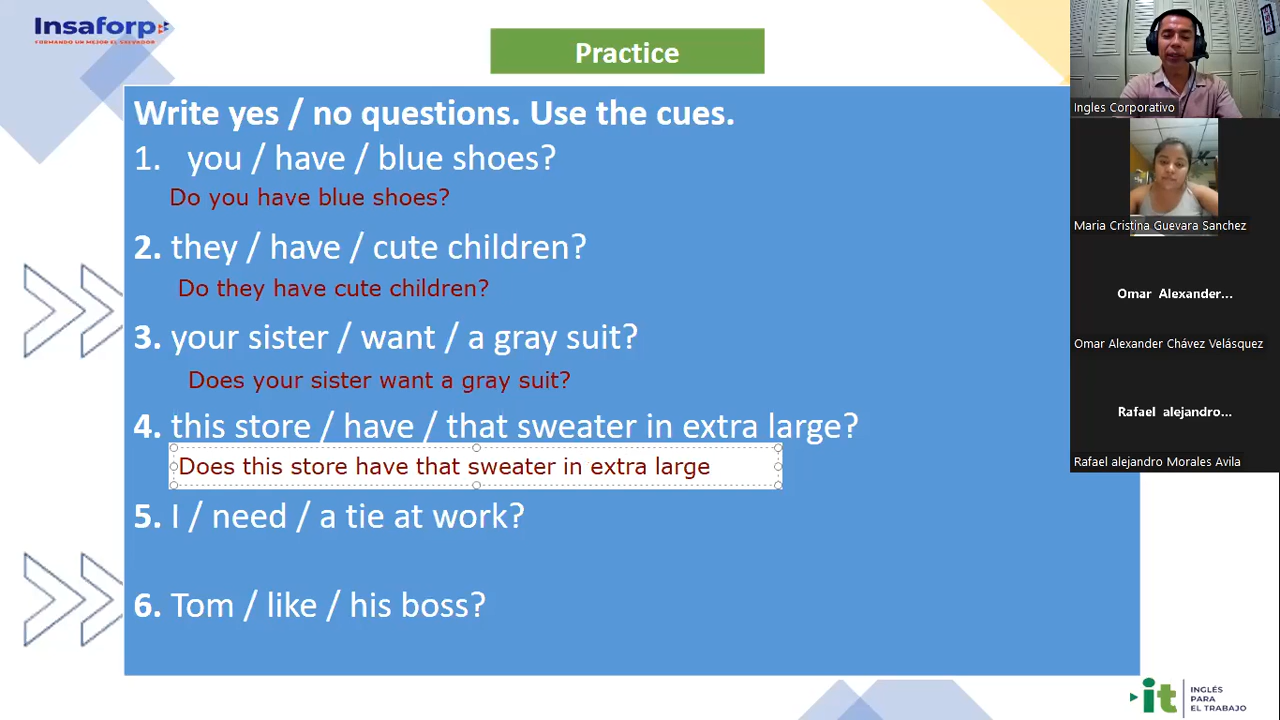 Insaforp
FORMANDO UN MEJOR EL SALVADOR
Practice
Write yes / no questions. Use the cues.
1. you / have / blue shoes?
Do you have blue shoes?
2. they / have / cute children?
Do they have cute children?
3. your sister / want / a gray suit?
Does your sister want a gray suit?
4. this store / have / that sweater in extra large?
Does this store have that sweater in extra large
5. I / need / a tie at work?
6. Tom / like / his boss?
Ingles Corporativo
Maria Cristina Guevara Sanchez
Omar Alexander...
Omar Alexander Chávez Velásquez
Rafael alejandro...
Rafael alejandro Morales Avila
it
INGLÉS
PARA
EL TRABAJO